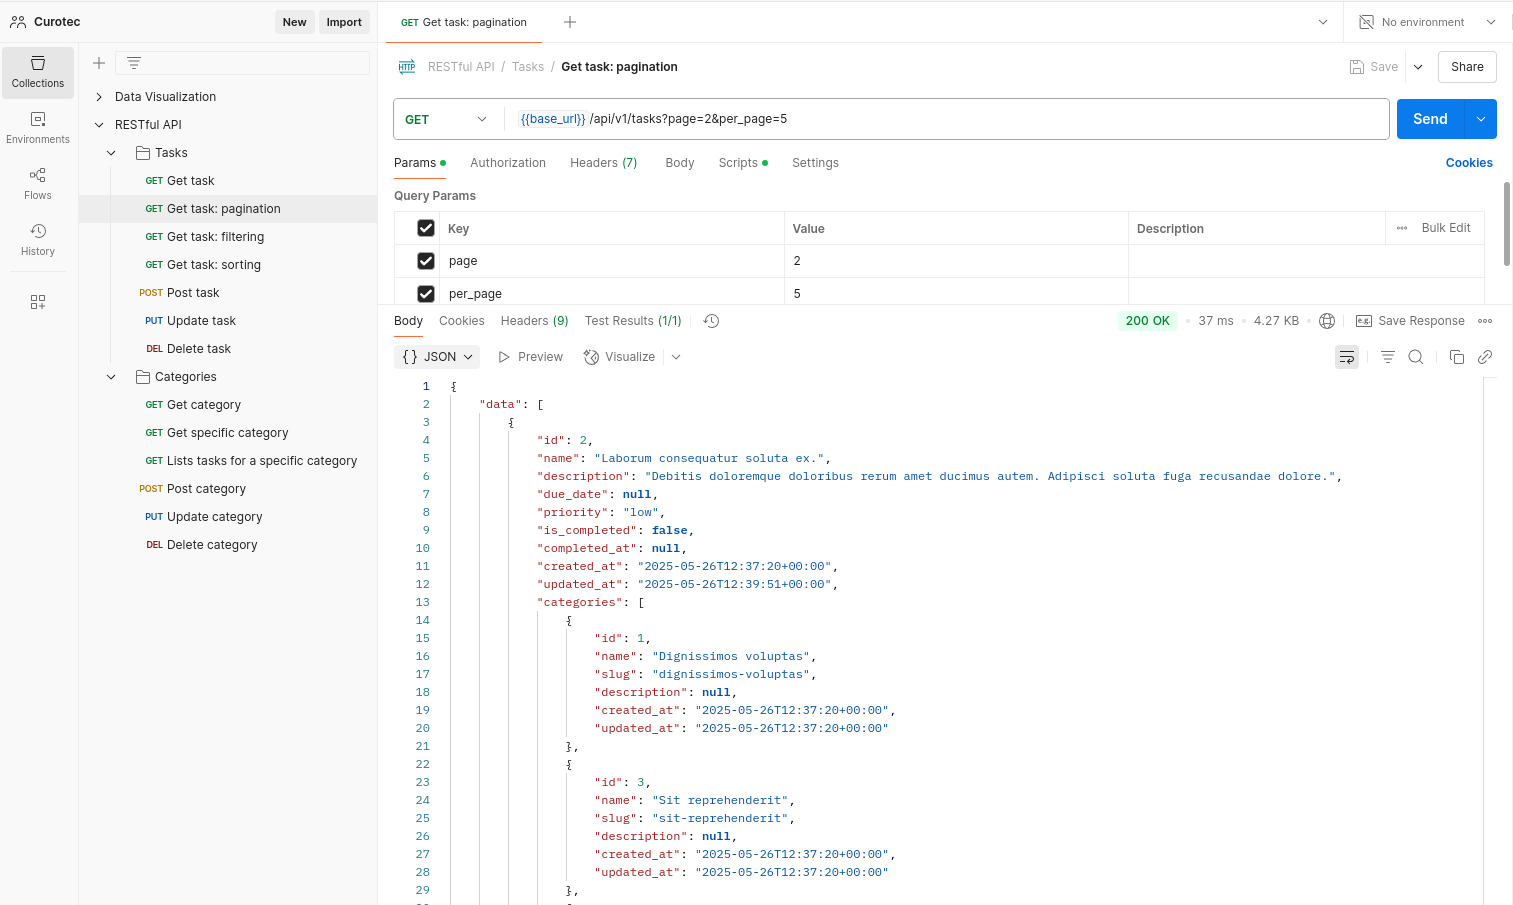 Curotec
New
Import
GET Get task: pagination
No environment
Collections
Environments
Flows
History
Data Visualization
RESTful API
Tasks
GET Get task
GET Get task: pagination
GET Get task: filtering
GET Get task: sorting
POST Post task
PUT Update task
DEL Delete task
Categories
GET Get category
GET Get specific category
GET Lists tasks for a specific category
POST Post category
PUT Update category
DEL Delete category
HTTP RESTful API / Tasks / Get task: pagination
Save
Share
GET {{base_url}} /api/v1/tasks?page=2&per_page=5
Send
Params Authorization Headers (7) Body Scripts Settings
Cookies
Query Params
Key Value Description ••• Bulk Edit
page 2
per_page 5
Body Cookies Headers (9) Test Results (1/1)
200 OK • 37 ms • 4.27 KB • e.g. Save Response •••
{} JSON Preview Visualize
1 {
2 "data": [
3 {
4 "id": 2,
5 "name": "Laborum consequatur soluta ex.",
6 "description": "Debitis doloremque doloribus rerum amet ducimus autem. Adipisci soluta fuga recusandae dolore.",
7 "due_date": null,
8 "priority": "low",
9 "is_completed": false,
10 "completed_at": null,
11 "created_at": "2025-05-26T12:37:20+00:00",
12 "updated_at": "2025-05-26T12:39:51+00:00",
13 "categories": [
14 {
15 "id": 1,
16 "name": "Dignissimos voluptas",
17 "slug": "dignissimos-voluptas",
18 "description": null,
19 "created_at": "2025-05-26T12:37:20+00:00",
20 "updated_at": "2025-05-26T12:37:20+00:00"
21 },
22 {
23 "id": 3,
24 "name": "Sit reprehenderit",
25 "slug": "sit-reprehenderit",
26 "description": null,
27 "created_at": "2025-05-26T12:37:20+00:00",
28 "updated_at": "2025-05-26T12:37:20+00:00"
29 },